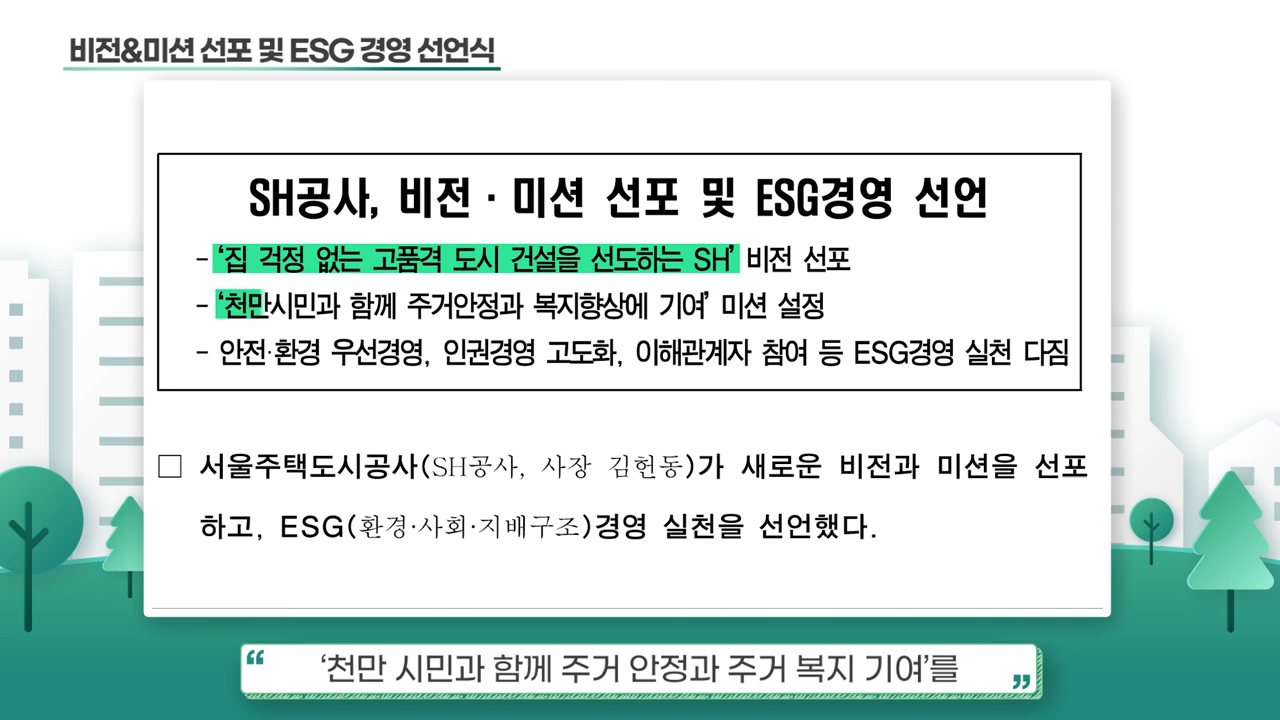 비전&미션 선포 및 ESG 경영 선언식
SH공사, 비전·미션 선포 및 ESG경영 선언
- ‘집 걱정 없는 고품격 도시 건설을 선도하는 SH’ 비전 선포
- ‘천만시민과 함께 주거안정과 복지향상에 기여’ 미션 설정
- 안전·환경 우선경영, 인권경영 고도화, 이해관계자 참여 등 ESG경영 실천 다짐
□ 서울주택도시공사(SH공사, 사장 김헌동)가 새로운 비전과 미션을 선포
하고, ESG(환경·사회·지배구조)경영 실천을 선언했다.
“ ‘천만 시민과 함께 주거 안정과 주거 복지 기여’를 ”